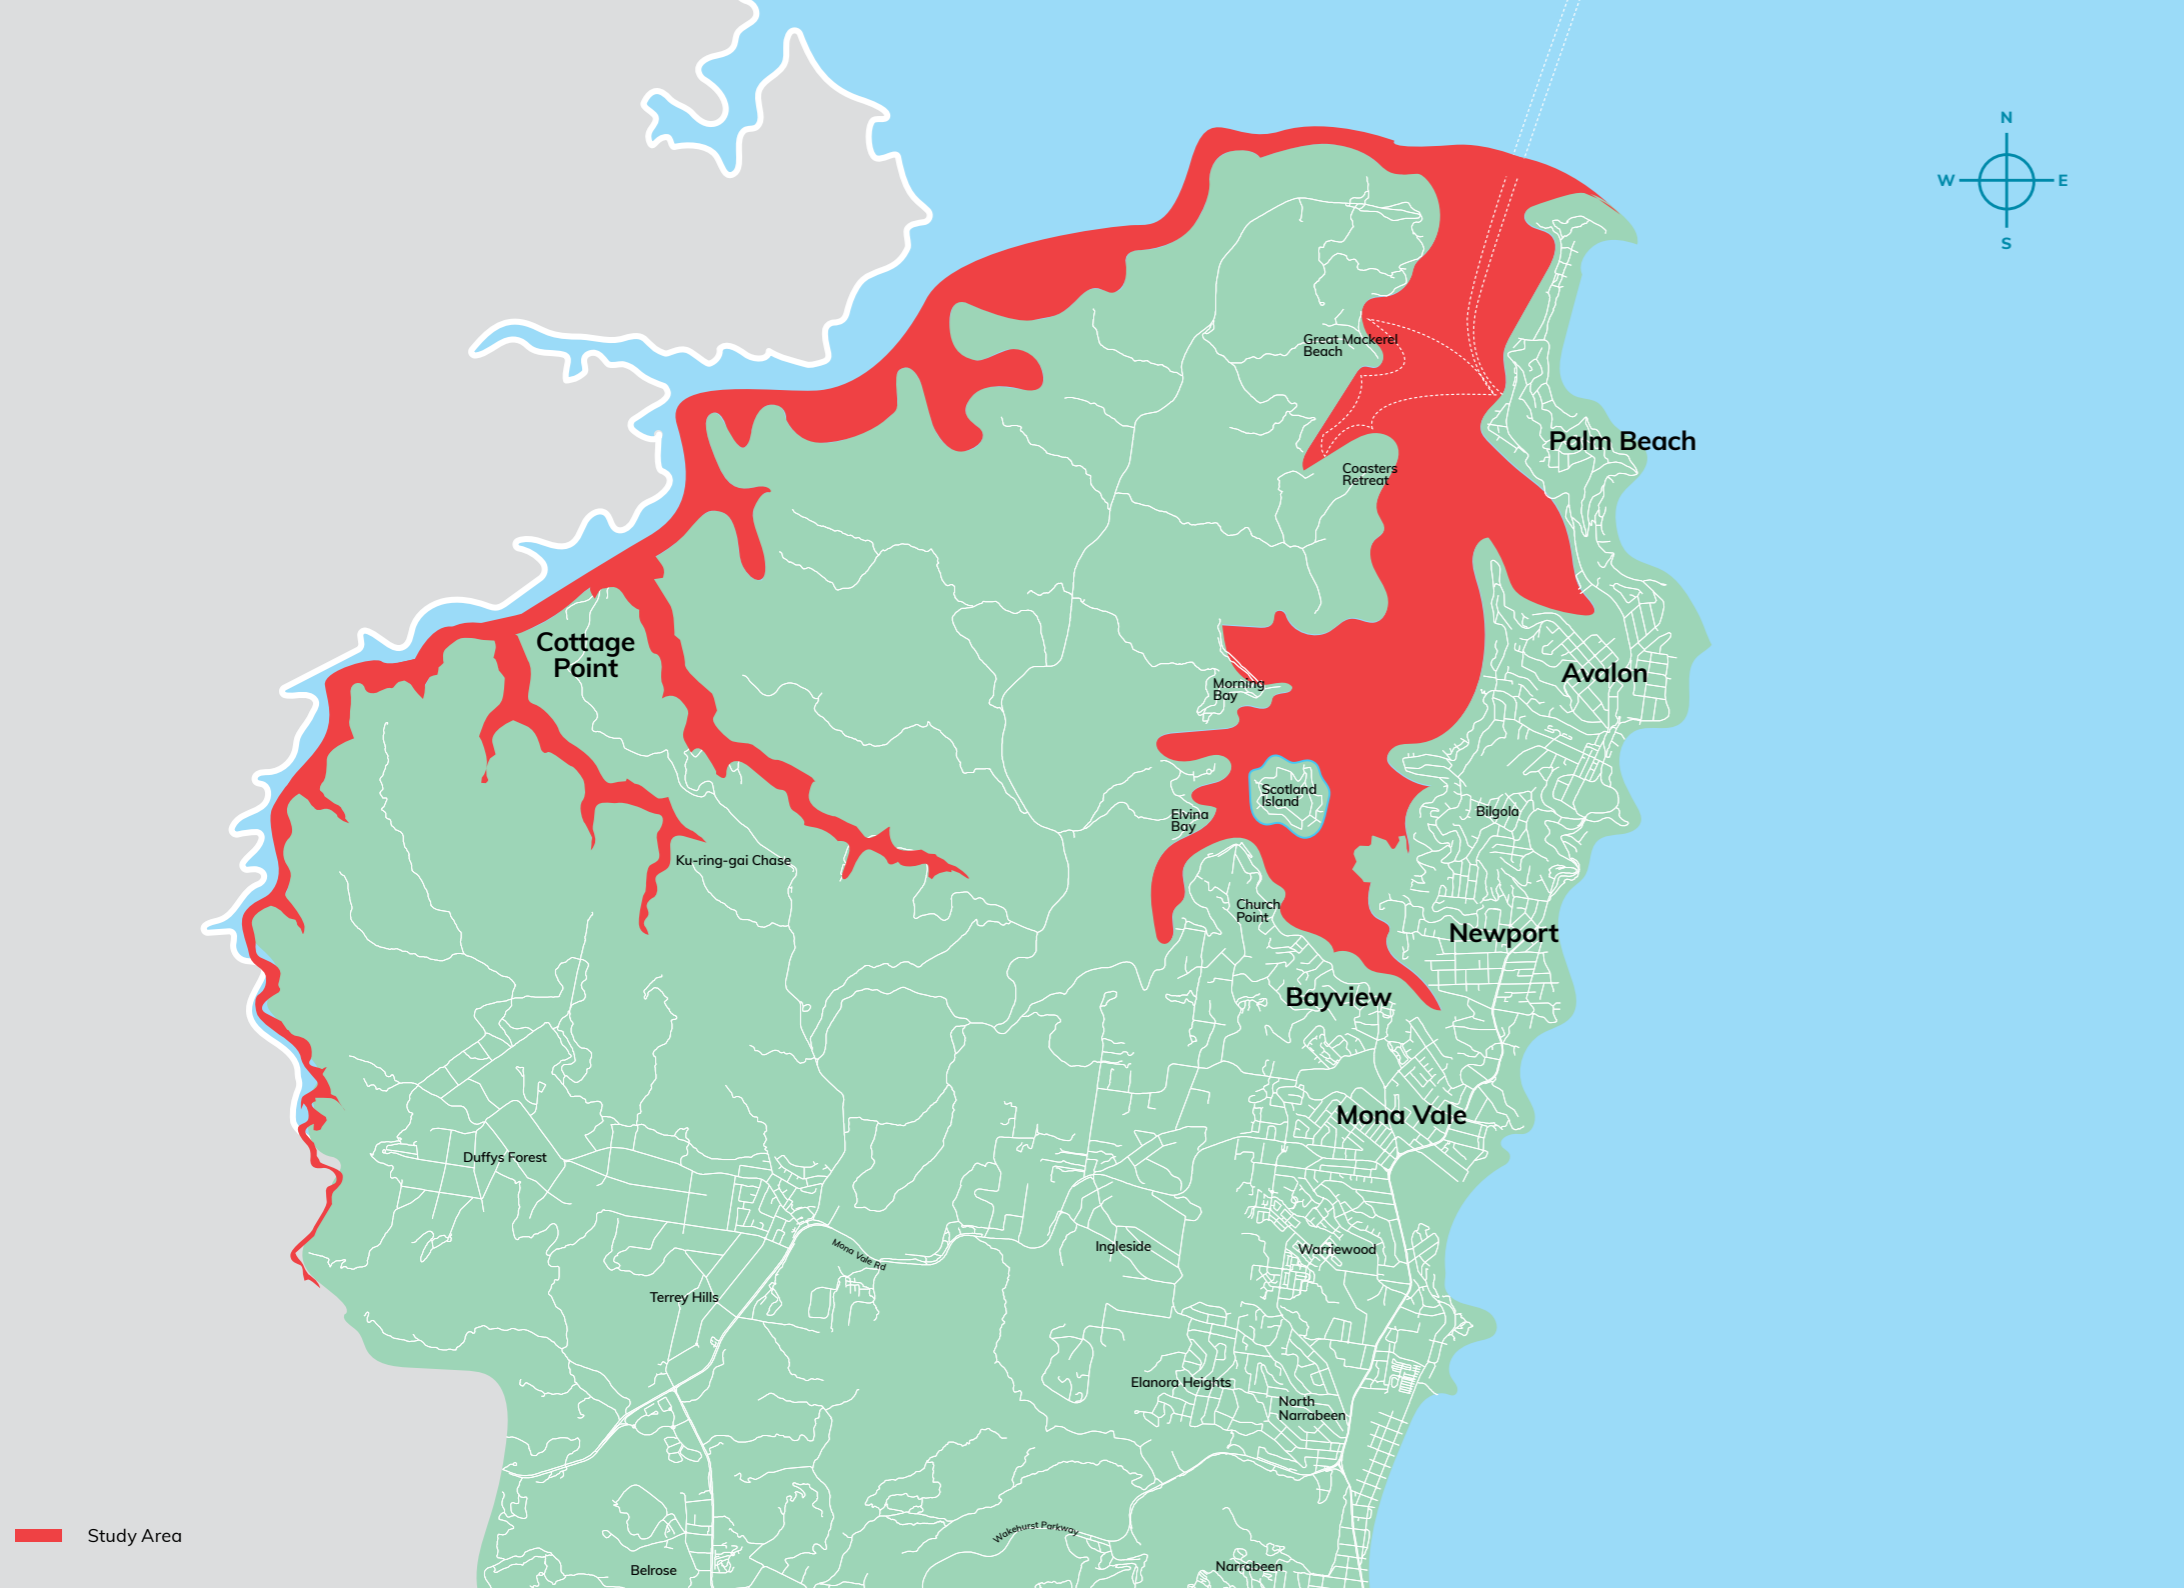 N
W
E
S
Great Mackerel
Beach
Palm Beach
Coasters
Retreat
Cottage
Point
Avalon
Morning
Bay
Scotland
Island
Bilgola
Elvina
Bay
Ku-ring-gai Chase
Church
Point
Newport
Bayview
Mona Vale
Duffys Forest
Ingleside
Warriewood
Mona Vale Rd
Terrey Hills
Elanora Heights
North
Narrabeen
Wakehurst Parkway
Study Area
Narrabeen
Belrose